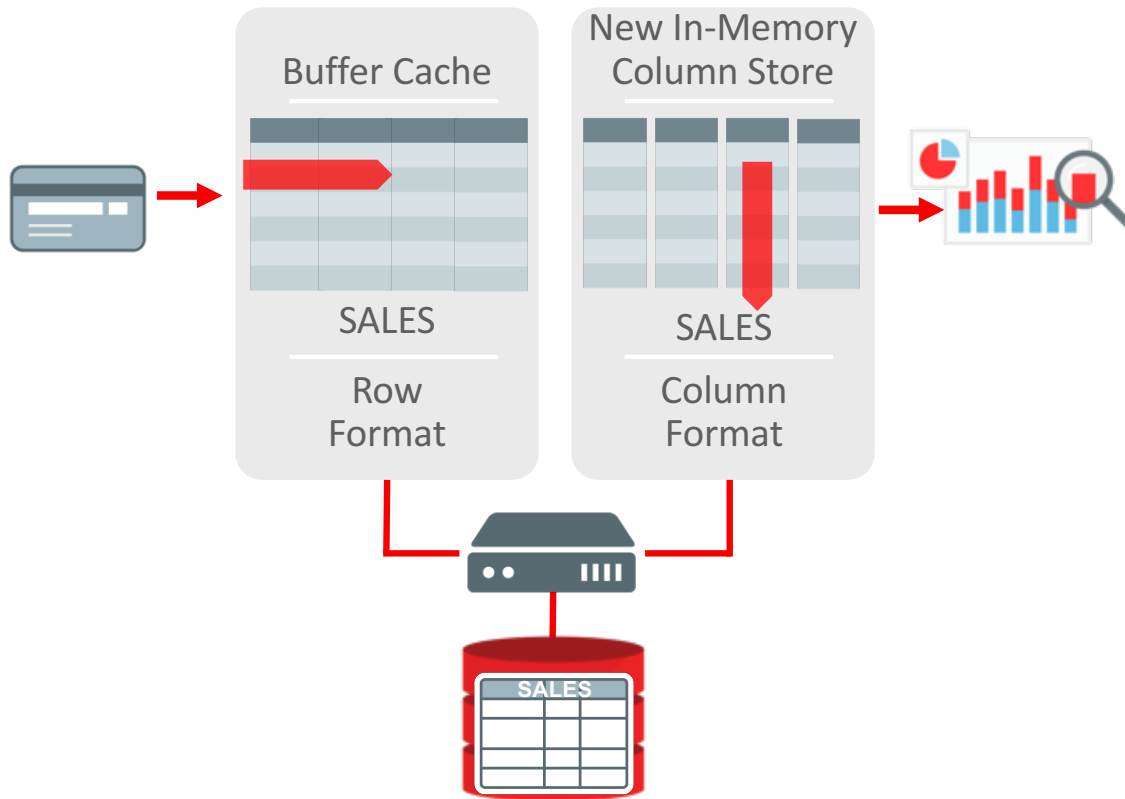 Buffer Cache
SALES
Row
Format
New In-Memory
Column Store
SALES
Column
Format
SALES